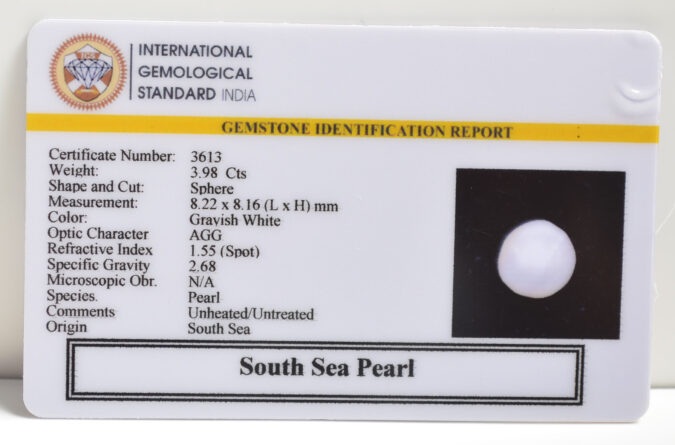 INTERNATIONAL
GEMOLOGICAL
STANDARD INDIA
GEMSTONE IDENTIFICATION REPORT
Certificate Number: 3613
Weight: 3.98 Cts
Shape and Cut: Sphere
Measurement: 8.22 x 8.16 (L x H) mm
Color: Gravish White
Optic Character AGG
Refractive Index 1.55 (Spot)
Specific Gravity 2.68
Microscopic Obr. N/A
Species. Pearl
Comments Unheated/Untreated
Origin South Sea
South Sea Pearl